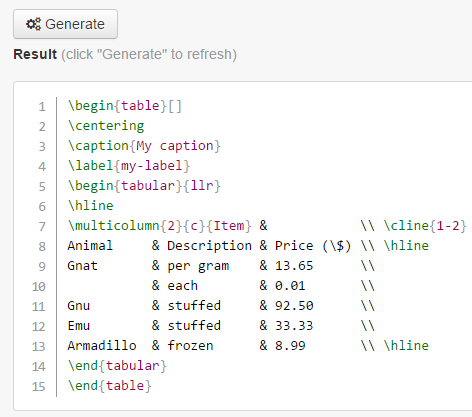 Generate
Result (click "Generate" to refresh)
1 \begin{table}[]
2 \centering
3 \caption{My caption}
4 \label{my-label}
5 \begin{tabular}{llr}
6 \hline
7 \multicolumn{2}{c}{Item} &            \\ \cline{1-2}
8 Animal     & Description & Price (\$) \\ \hline
9 Gnat       & per gram    & 13.65      \\
10            & each        & 0.01       \\
11 Gnu        & stuffed     & 92.50      \\
12 Emu        & stuffed     & 33.33      \\
13 Armadillo  & frozen      & 8.99       \\ \hline
14 \end{tabular}
15 \end{table}